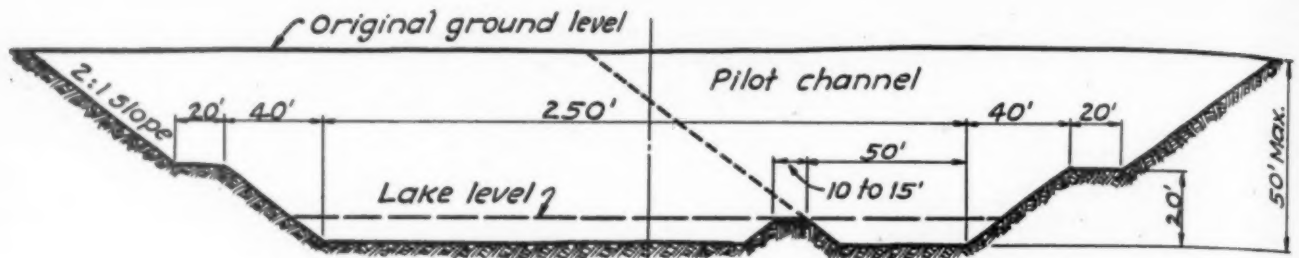 Original ground level
2:1 Slope
Pilot channel
20'
40'
250'
40'
20'
50'
10 to 15'
Lake level
20'
50' Max.